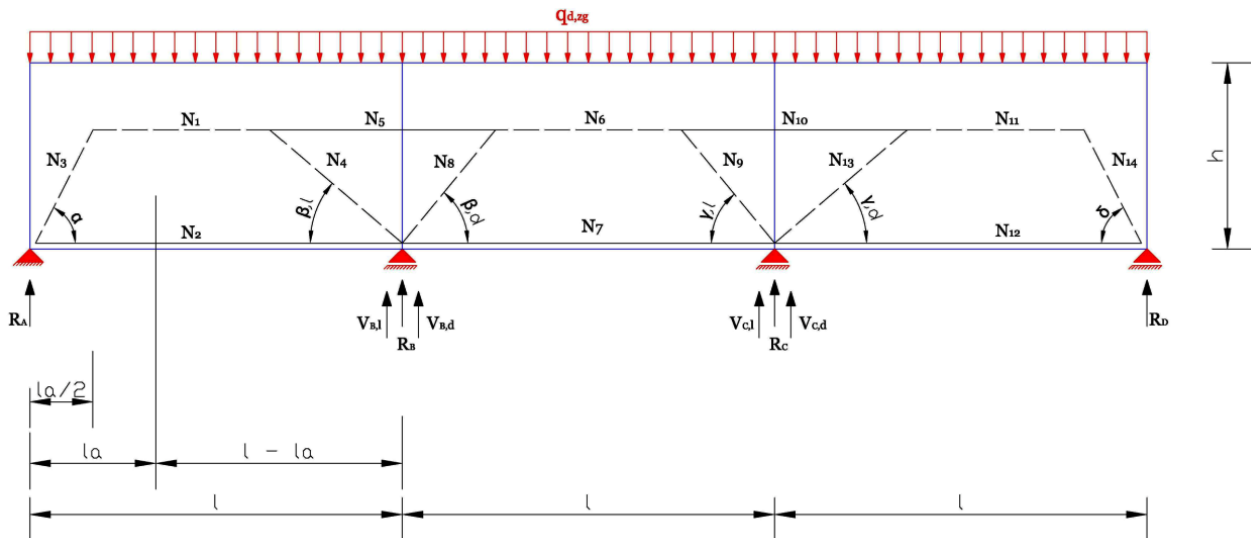 qd,zg
N1 N5 N6 N10 N11
N3 N4 N8 N9 N13 N14
α β,l β,d γ,l γ,d δ
N2 N7 N12
h
RA VB,l RB VB,d VC,l RC VC,d RD
la/2
la l - la
l l l